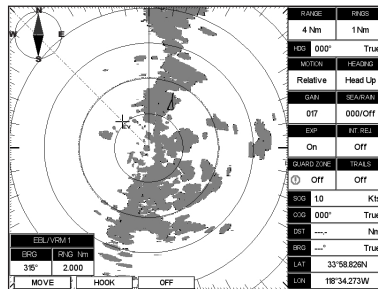 N
W E
S
RANGE RINGS
4 Nm 1 Nm
HDG 000° True
MOTION HEADING
Relative Head Up
GAIN SEA/RAIN
017 000/Off
EXP INT REJ
On Off
GUARD ZONE TRAILS
Off Off
SOG 1.0 Kts
COG 000° True
DST ---.- Nm
BRG ---° True
LAT 33°58.826N
LON 118°34.273W
EBL/VRM 1
BRG RNG Nm
315° 2.000
MOVE HOOK OFF